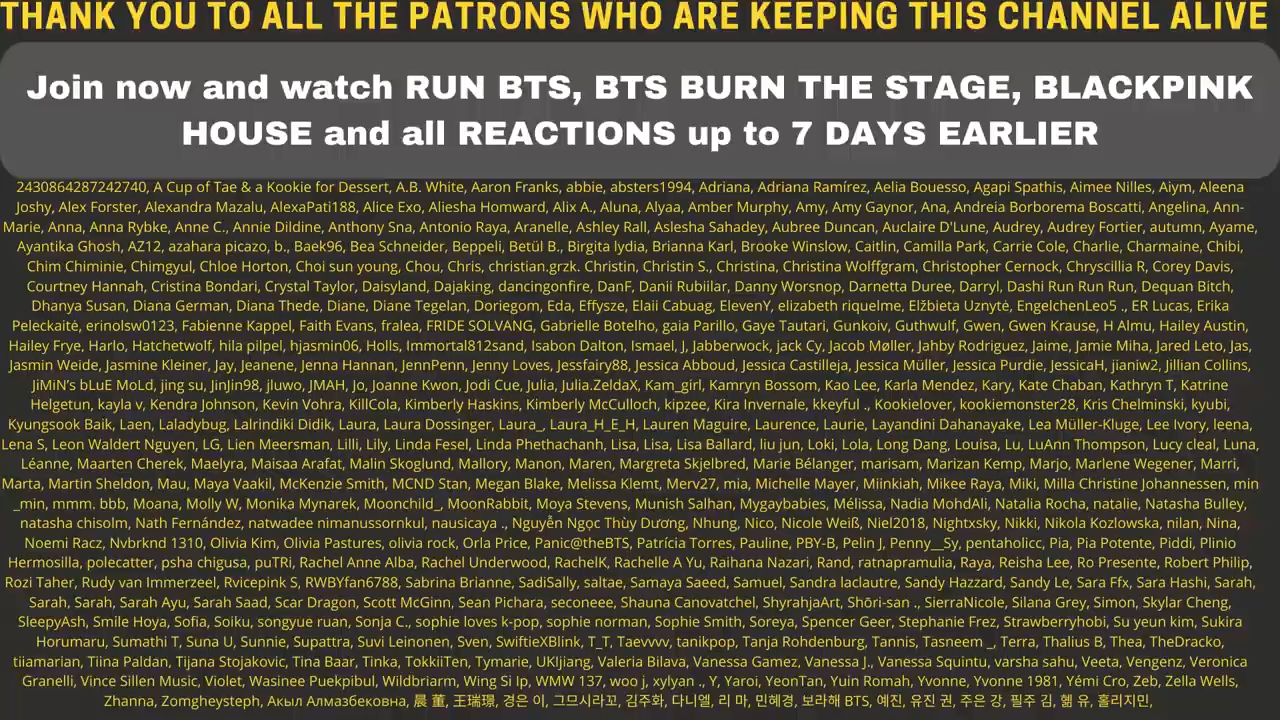 THANK YOU TO ALL THE PATRONS WHO ARE KEEPING THIS CHANNEL ALIVE
Join now and watch RUN BTS, BTS BURN THE STAGE, BLACKPINK
HOUSE and all REACTIONS up to 7 DAYS EARLIER
2430864287242740, A Cup of Tae & a Kookie for Dessert, A.B. White, Aaron Franks, abbie, absters1994, Adriana, Adriana Ramírez, Aelia Bouesso, Agapi Spathis, Aimee Nilles, Aiym, Aleena
Joshy, Alex Forster, Alexandra Mazalu, AlexaPati188, Alice Exo, Aliesha Homward, Alix A., Aluna, Alyaa, Amber Murphy, Amy, Amy Gaynor, Ana, Andreia Borborema Boscatti, Angelina, Ann-
Marie, Anna, Anna Rybke, Anne C., Annie Dildine, Anthony Sna, Antonio Raya, Aranelle, Ashley Rall, Aslesha Sahadey, Aubree Duncan, Auclaire D'Lune, Audrey, Audrey Fortier, autumn, Ayame,
Ayantika Ghosh, AZ12, azahara picazo, b., Baek96, Bea Schneider, Beppeli, Betül B., Birgita lydia, Brianna Karl, Brooke Winslow, Caitlin, Camilla Park, Carrie Cole, Charlie, Charmaine, Chibi,
Chim Chiminie, Chimgyul, Chloe Horton, Choi sun young, Chou, Chris, christian.grzk. Christin, Christin S., Christina, Christina Wolffgram, Christopher Cernock, Chryscillia R, Corey Davis,
Courtney Hannah, Cristina Bondari, Crystal Taylor, Daisyland, Dajaking, dancingonfire, DanF, Danii Rubiilar, Danny Worsnop, Darnetta Duree, Darryl, Dashi Run Run Run, Dequan Bitch,
Dhanya Susan, Diana German, Diana Thede, Diane, Diane Tegelan, Doriegom, Eda, Effysze, Elaii Cabuag, ElevenY, elizabeth riquelme, Elžbieta Uznytė, EngelchenLeo5 ., ER Lucas, Erika
Peleckaitė, erinolsw0123, Fabienne Kappel, Faith Evans, fralea, FRIDE SOLVANG, Gabrielle Botelho, gaia Parillo, Gaye Tautari, Gunkoiv, Guthwulf, Gwen, Gwen Krause, H Almu, Hailey Austin,
Hailey Frye, Harlo, Hatchetwolf, hila pilpel, hjasmin06, Holls, Immortal812sand, Isabon Dalton, Ismael, J, Jabberwock, jack Cy, Jacob Møller, Jahby Rodriguez, Jaime, Jamie Miha, Jared Leto, Jas,
Jasmin Weide, Jasmine Kleiner, Jay, Jeanene, Jenna Hannan, JennPenn, Jenny Loves, Jessfairy88, Jessica Abboud, Jessica Castilleja, Jessica Müller, Jessica Purdie, JessicaH, jianiw2, Jillian Collins,
JiMiN's bLuE MoLd, jing su, JinJin98, jluwo, JMAH, Jo, Joanne Kwon, Jodi Cue, Julia, Julia.ZeldaX, Kam_girl, Kamryn Bossom, Kao Lee, Karla Mendez, Kary, Kate Chaban, Kathryn T, Katrine
Helgetun, kayla v, Kendra Johnson, Kevin Vohra, KillCola, Kimberly Haskins, Kimberly McCulloch, kipzee, Kira Invernale, kkeyful ., Kookielover, kookiemonster28, Kris Chelminski, kyubi,
Kyungsook Baik, Laen, Laladybug, Lalrindiki Didik, Laura, Laura Dossinger, Laura_, Laura_H_E_H, Lauren Maguire, Laurence, Laurie, Layandini Dahanayake, Lea Müller-Kluge, Lee Ivory, leena,
Lena S, Leon Waldert Nguyen, LG, Lien Meersman, Lilli, Lily, Linda Fesel, Linda Phethachanh, Lisa, Lisa, Lisa Ballard, liu jun, Loki, Lola, Long Dang, Louisa, Lu, LuAnn Thompson, Lucy cleal, Luna,
Léanne, Maarten Cherek, Maelyra, Maisaa Arafat, Malin Skoglund, Mallory, Manon, Maren, Margreta Skjelbred, Marie Bélanger, marisam, Marizan Kemp, Marjo, Marlene Wegener, Marri,
Marta, Martin Sheldon, Mau, Maya Vaakil, McKenzie Smith, MCND Stan, Megan Blake, Melissa Klemt, Merv27, mia, Michelle Mayer, Miinkiah, Mikee Raya, Miki, Milla Christine Johannessen, min
_min, mmm. bbb, Moana, Molly W, Monika Mynarek, Moonchild_, MoonRabbit, Moya Stevens, Munish Salhan, Mygaybabies, Mélissa, Nadia MohdAli, Natalia Rocha, natalie, Natasha Bulley,
natasha chisolm, Nath Fernández, natwadee nimanussornkul, nausicaya ., Nguyễn Ngọc Thùy Dương, Nhung, Nico, Nicole Weiß, Niel2018, Nightxsky, Nikki, Nikola Kozlowska, nilan, Nina,
Noemi Racz, Nvbrknd 1310, Olivia Kim, Olivia Pastures, olivia rock, Orla Price, Panic@theBTS, Patrícia Torres, Pauline, PBY-B, Pelin J, Penny__Sy, pentaholicc, Pia, Pia Potente, Piddi, Plinio
Hermosilla, polecatter, psha chigusa, puTRi, Rachel Anne Alba, Rachel Underwood, RachelK, Rachelle A Yu, Raihana Nazari, Rand, ratnapramulia, Raya, Reisha Lee, Ro Presente, Robert Philip,
Rozi Taher, Rudy van Immerzeel, Rvicepink S, RWBYfan6788, Sabrina Brianne, SadiSally, saltae, Samaya Saeed, Samuel, Sandra laclautre, Sandy Hazzard, Sandy Le, Sara Ffx, Sara Hashi, Sarah,
Sarah, Sarah, Sarah Ayu, Sarah Saad, Scar Dragon, Scott McGinn, Sean Pichara, seconeee, Shauna Canovatchel, ShyrahjaArt, Shōri-san ., SierraNicole, Silana Grey, Simon, Skylar Cheng,
SleepyAsh, Smile Hoya, Sofia, Soiku, songyue ruan, Sonja C., sophie loves k-pop, sophie norman, Sophie Smith, Soreya, Spencer Geer, Stephanie Frez, Strawberryhobi, Su yeun kim, Sukira
Horumaru, Sumathi T, Suna U, Sunnie, Supattra, Suvi Leinonen, Sven, SwiftieXBlink, T_T, Taevvvv, tanikpop, Tanja Rohdenburg, Tannis, Tasneem _, Terra, Thalius B, Thea, TheDracko,
tiiamarian, Tiina Paldan, Tijana Stojakovic, Tina Baar, Tinka, TokkiiTen, Tymarie, UKIjiang, Valeria Bilava, Vanessa Gamez, Vanessa J., Vanessa Squintu, varsha sahu, Veeta, Vengenz, Veronica
Granelli, Vince Sillen Music, Violet, Wasinee Puekpibul, Wildbriarm, Wing Si Ip, WMW 137, woo j, xylyan ., Y, Yaroi, YeonTan, Yuin Romah, Yvonne, Yvonne 1981, Yémi Cro, Zeb, Zella Wells,
Zhanna, Zomgheysteph, Акыл Алмазбековна, 晨 董, 王瑞璟, 경은 이, 그므시라꼬, 김주화, 다니엘, 리 마, 민혜경, 보라해 BTS, 예진, 유진 권, 주은 강, 필주 김, 혬 유, 홀리지민,